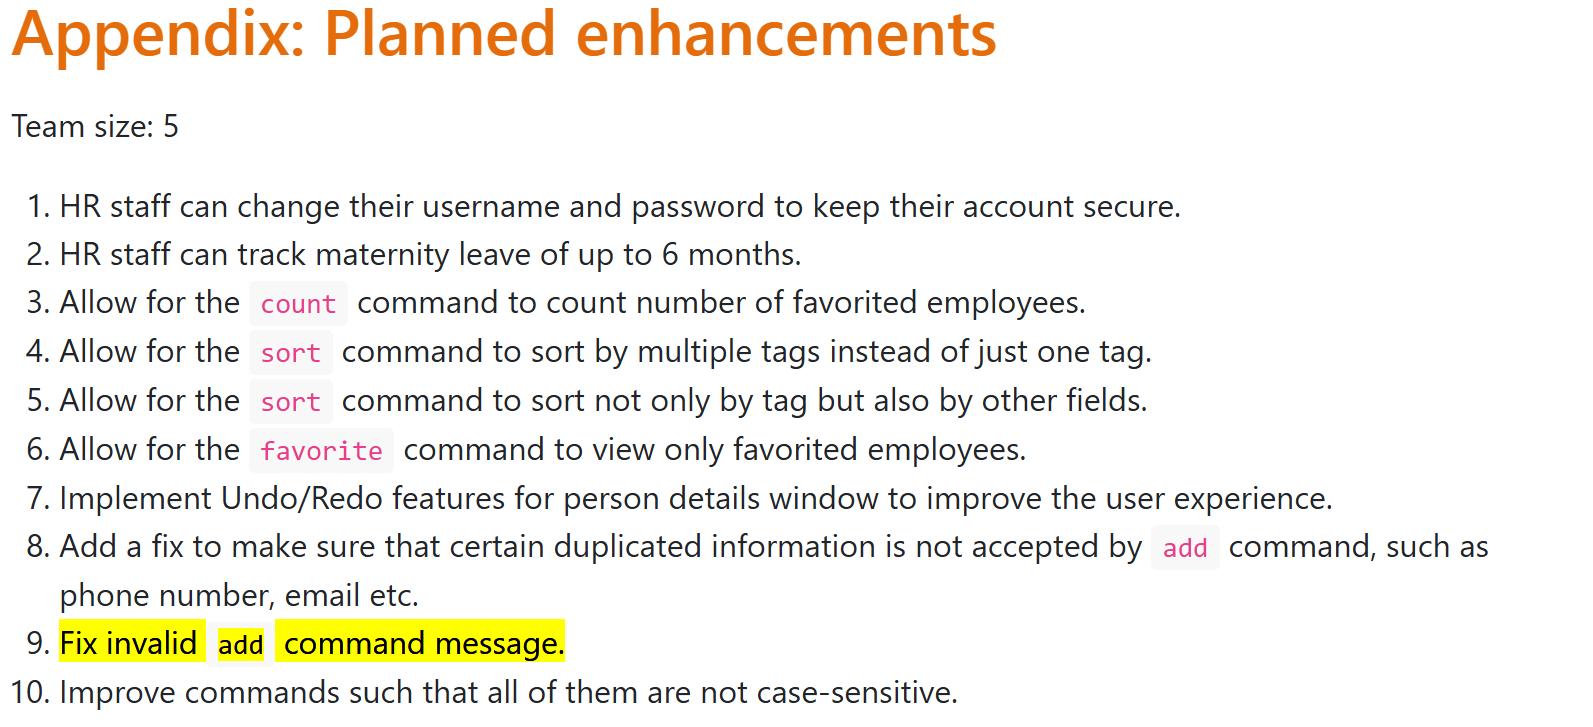 Appendix: Planned enhancements
Team size: 5
1. HR staff can change their username and password to keep their account secure.
2. HR staff can track maternity leave of up to 6 months.
3. Allow for the count command to count number of favorited employees.
4. Allow for the sort command to sort by multiple tags instead of just one tag.
5. Allow for the sort command to sort not only by tag but also by other fields.
6. Allow for the favorite command to view only favorited employees.
7. Implement Undo/Redo features for person details window to improve the user experience.
8. Add a fix to make sure that certain duplicated information is not accepted by add command, such as
phone number, email etc.
9. Fix invalid add command message.
10. Improve commands such that all of them are not case-sensitive.